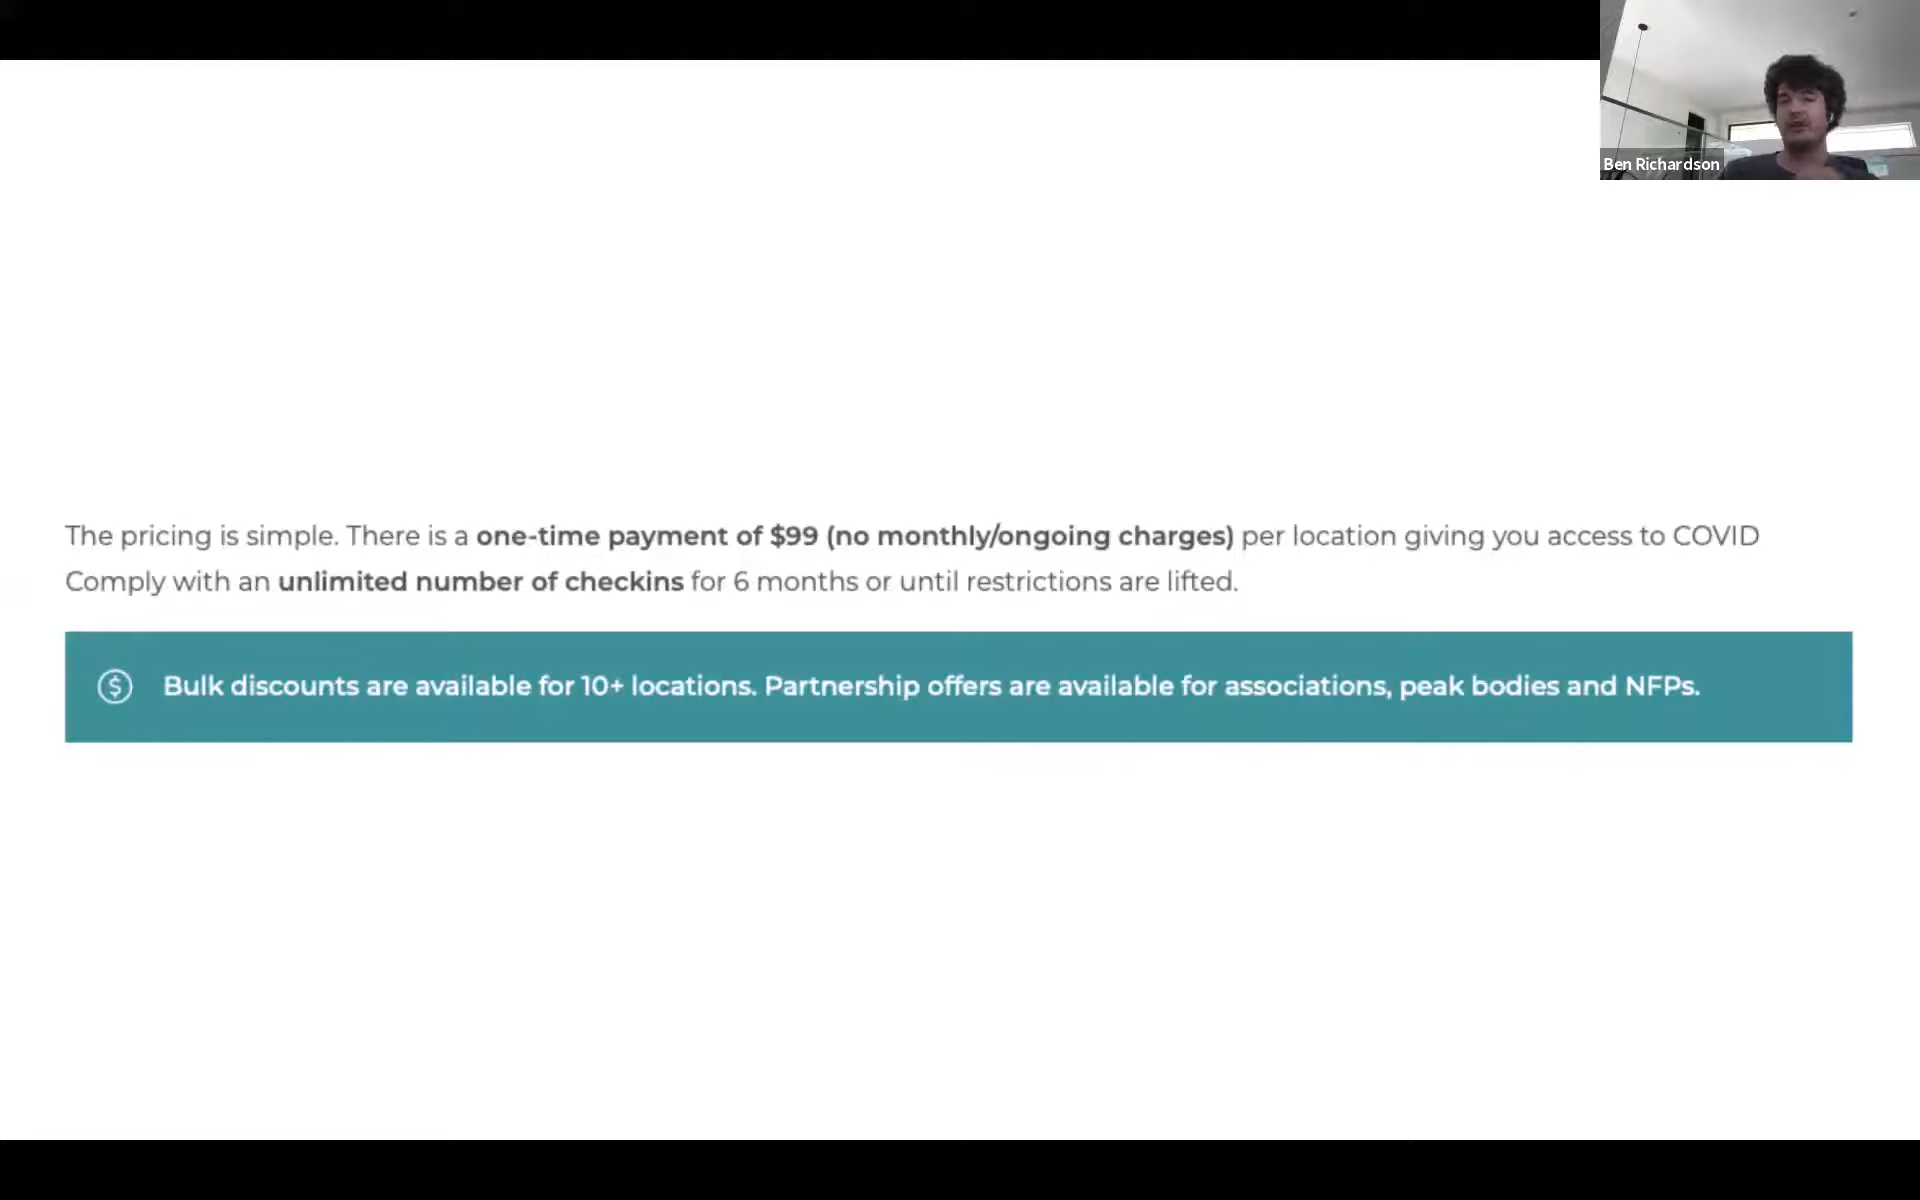 Ben Richardson
The pricing is simple. There is a one-time payment of $99 (no monthly/ongoing charges) per location giving you access to COVID
Comply with an unlimited number of checkins for 6 months or until restrictions are lifted.
Bulk discounts are available for 10+ locations. Partnership offers are available for associations, peak bodies and NFPs.